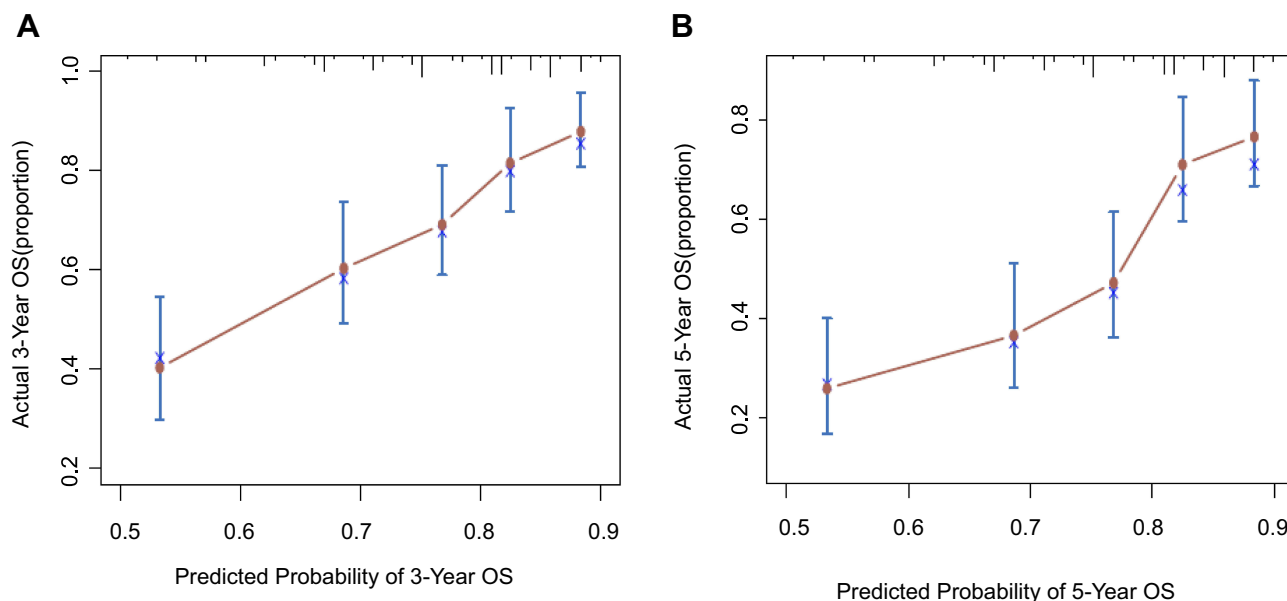 A
Actual 3-Year OS(proportion)
1.0
0.8
0.6
0.4
0.2
0.5 0.6 0.7 0.8 0.9
Predicted Probability of 3-Year OS
B
Actual 5-Year OS(proportion)
0.8
0.6
0.4
0.2
0.5 0.6 0.7 0.8 0.9
Predicted Probability of 5-Year OS